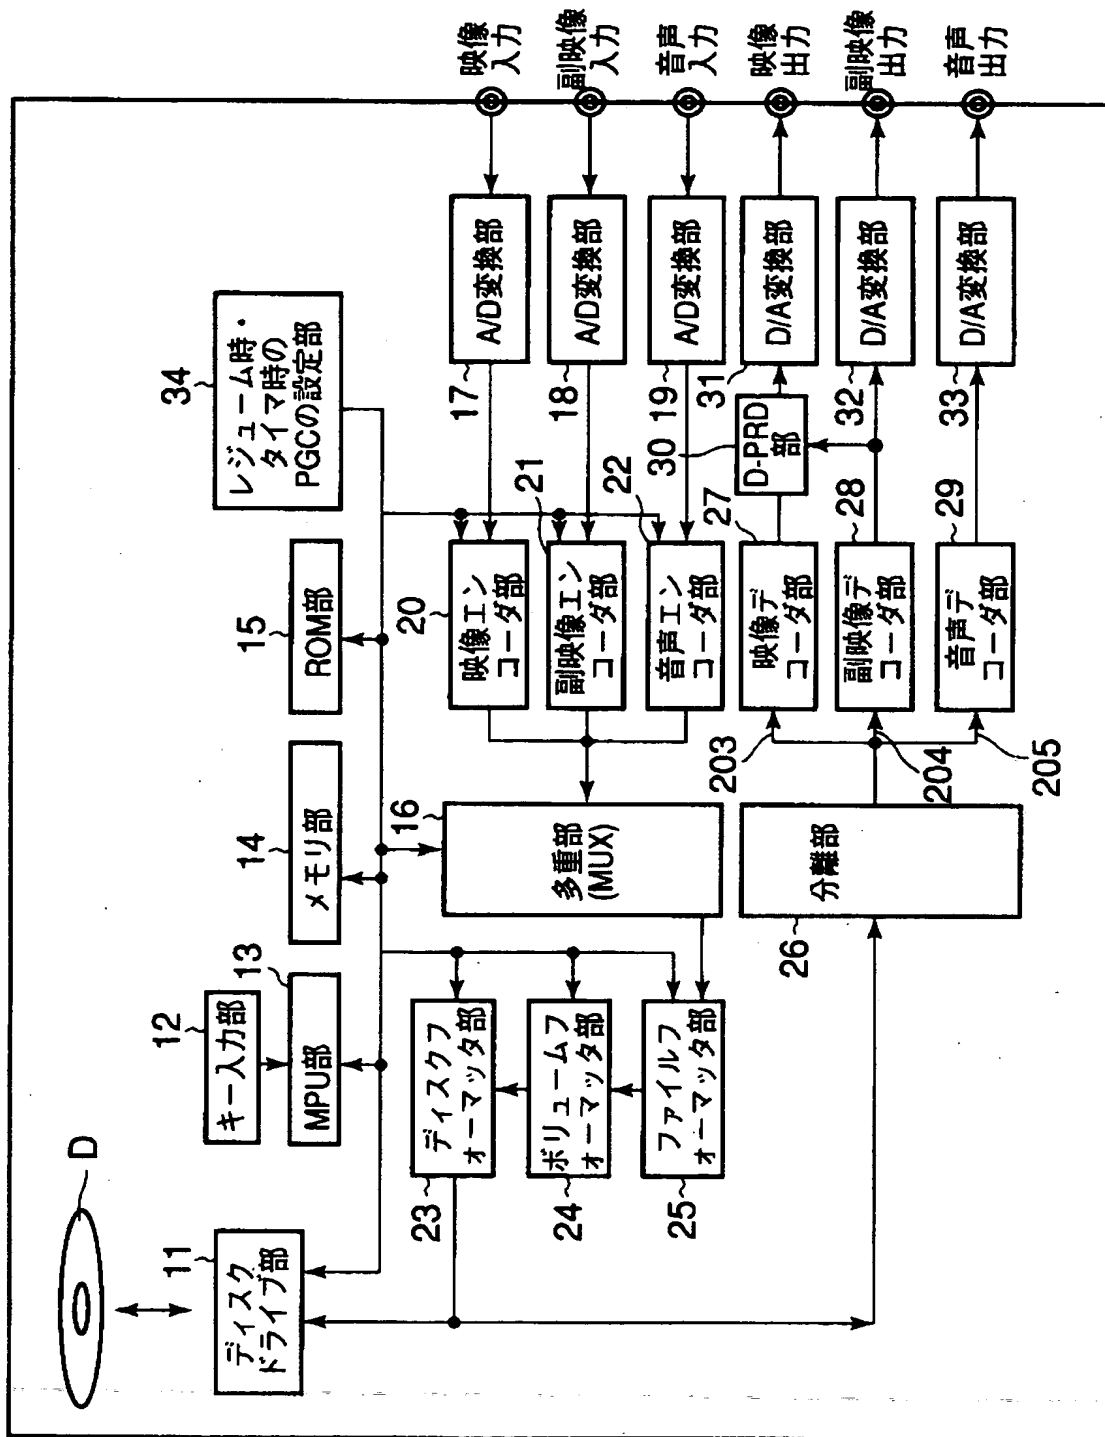 D
11
ディスク
ドライブ部
12
キー入力部
13
MPU部
14
メモリ部
15
ROM部
34
レジューム時・
タイマ時の
PGCの設定部
23
ディスクフ
ォーマッタ部
24
ボリュームフ
ォーマッタ部
25
ファイルフ
ォーマッタ部
16
多重部
(MUX)
20
映像エン
コーダ部
21
副映像エン
コーダ部
22
音声エン
コーダ部
17
A/D変換部
18
A/D変換部
19
A/D変換部
映像
入力
副映像
入力
音声
入力
26
分離部
203
204
205
27
映像デ
コーダ部
28
副映像デ
コーダ部
29
音声デ
コーダ部
30
D-PRD
部
31
D/A変換部
32
D/A変換部
33
D/A変換部
映像
出力
副映像
出力
音声
出力